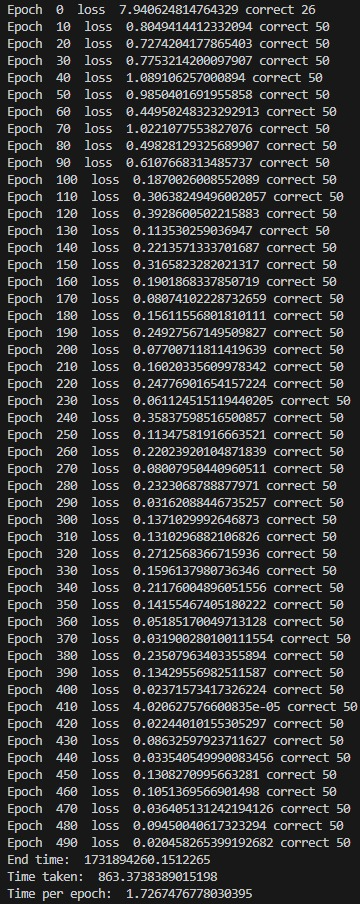 Epoch  0  loss  7.940624814764329 correct 26
Epoch  10  loss  0.8049414412332094 correct 50
Epoch  20  loss  0.7274204177865403 correct 50
Epoch  30  loss  0.7753214200097907 correct 50
Epoch  40  loss  1.089106257000894 correct 50
Epoch  50  loss  0.9850401691955858 correct 50
Epoch  60  loss  0.44950248323292913 correct 50
Epoch  70  loss  1.0221077553827076 correct 50
Epoch  80  loss  0.49828129325689907 correct 50
Epoch  90  loss  0.61076683134857​37 correct 50
Epoch  100  loss  0.1870026008552089 correct 50
Epoch  110  loss  0.30638249496002057 correct 50
Epoch  120  loss  0.3928600502215883 correct 50
Epoch  130  loss  0.113530259036947 correct 50
Epoch  140  loss  0.2213571333701687 correct 50
Epoch  150  loss  0.3165823282021317 correct 50
Epoch  160  loss  0.1901868337850719 correct 50
Epoch  170  loss  0.08074102228732659 correct 50
Epoch  180  loss  0.15611556801810111 correct 50
Epoch  190  loss  0.24927567149509827 correct 50
Epoch  200  loss  0.07700711811419639 correct 50
Epoch  210  loss  0.16020335609978342 correct 50
Epoch  220  loss  0.24776901654157224 correct 50
Epoch  230  loss  0.061124515119440205 correct 50
Epoch  240  loss  0.35837598516500857 correct 50
Epoch  250  loss  0.11347581916663521 correct 50
Epoch  260  loss  0.22023920104871839 correct 50
Epoch  270  loss  0.08007950440960511 correct 50
Epoch  280  loss  0.2323068788877971 correct 50
Epoch  290  loss  0.03162088446735257 correct 50
Epoch  300  loss  0.1371029992646873 correct 50
Epoch  310  loss  0.1310296882106826 correct 50
Epoch  320  loss  0.2712568366715936 correct 50
Epoch  330  loss  0.1596137980736346 correct 50
Epoch  340  loss  0.21176004896051556 correct 50
Epoch  350  loss  0.14155467405180222 correct 50
Epoch  360  loss  0.05185170049713128 correct 50
Epoch  370  loss  0.031900280100111554 correct 50
Epoch  380  loss  0.23507963403355894 correct 50
Epoch  390  loss  0.13429556982511587 correct 50
Epoch  400  loss  0.02371573417326224 correct 50
Epoch  410  loss  4.020627576600835e-05 correct 50
Epoch  420  loss  0.02244010155305297 correct 50
Epoch  430  loss  0.08632597923711627 correct 50
Epoch  440  loss  0.033540549990083456 correct 50
Epoch  450  loss  0.1308270995663281 correct 50
Epoch  460  loss  0.1051369566901498 correct 50
Epoch  470  loss  0.036405131242194126 correct 50
Epoch  480  loss  0.09450040617323294 correct 50
Epoch  490  loss  0.020458265399192682 correct 50
End time:  1731894260.1512265
Time taken:  863.3738389015198
Time per epoch:  1.7267476778030395